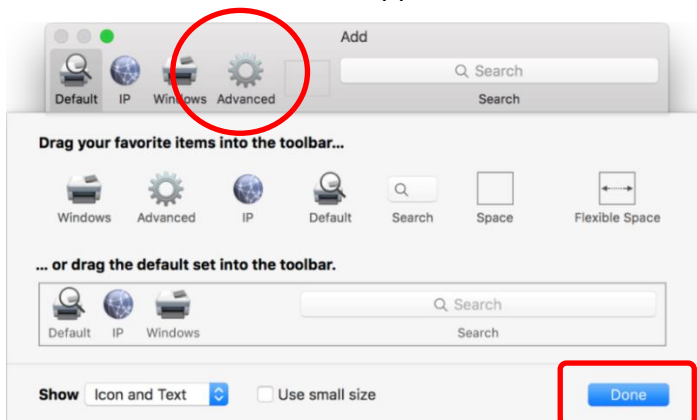 Add
Search
Default IP Windows Advanced Search
Drag your favorite items into the toolbar...
Windows Advanced IP Default Search Space Flexible Space
... or drag the default set into the toolbar.
Search
Default IP Windows Search
Show Icon and Text Use small size Done